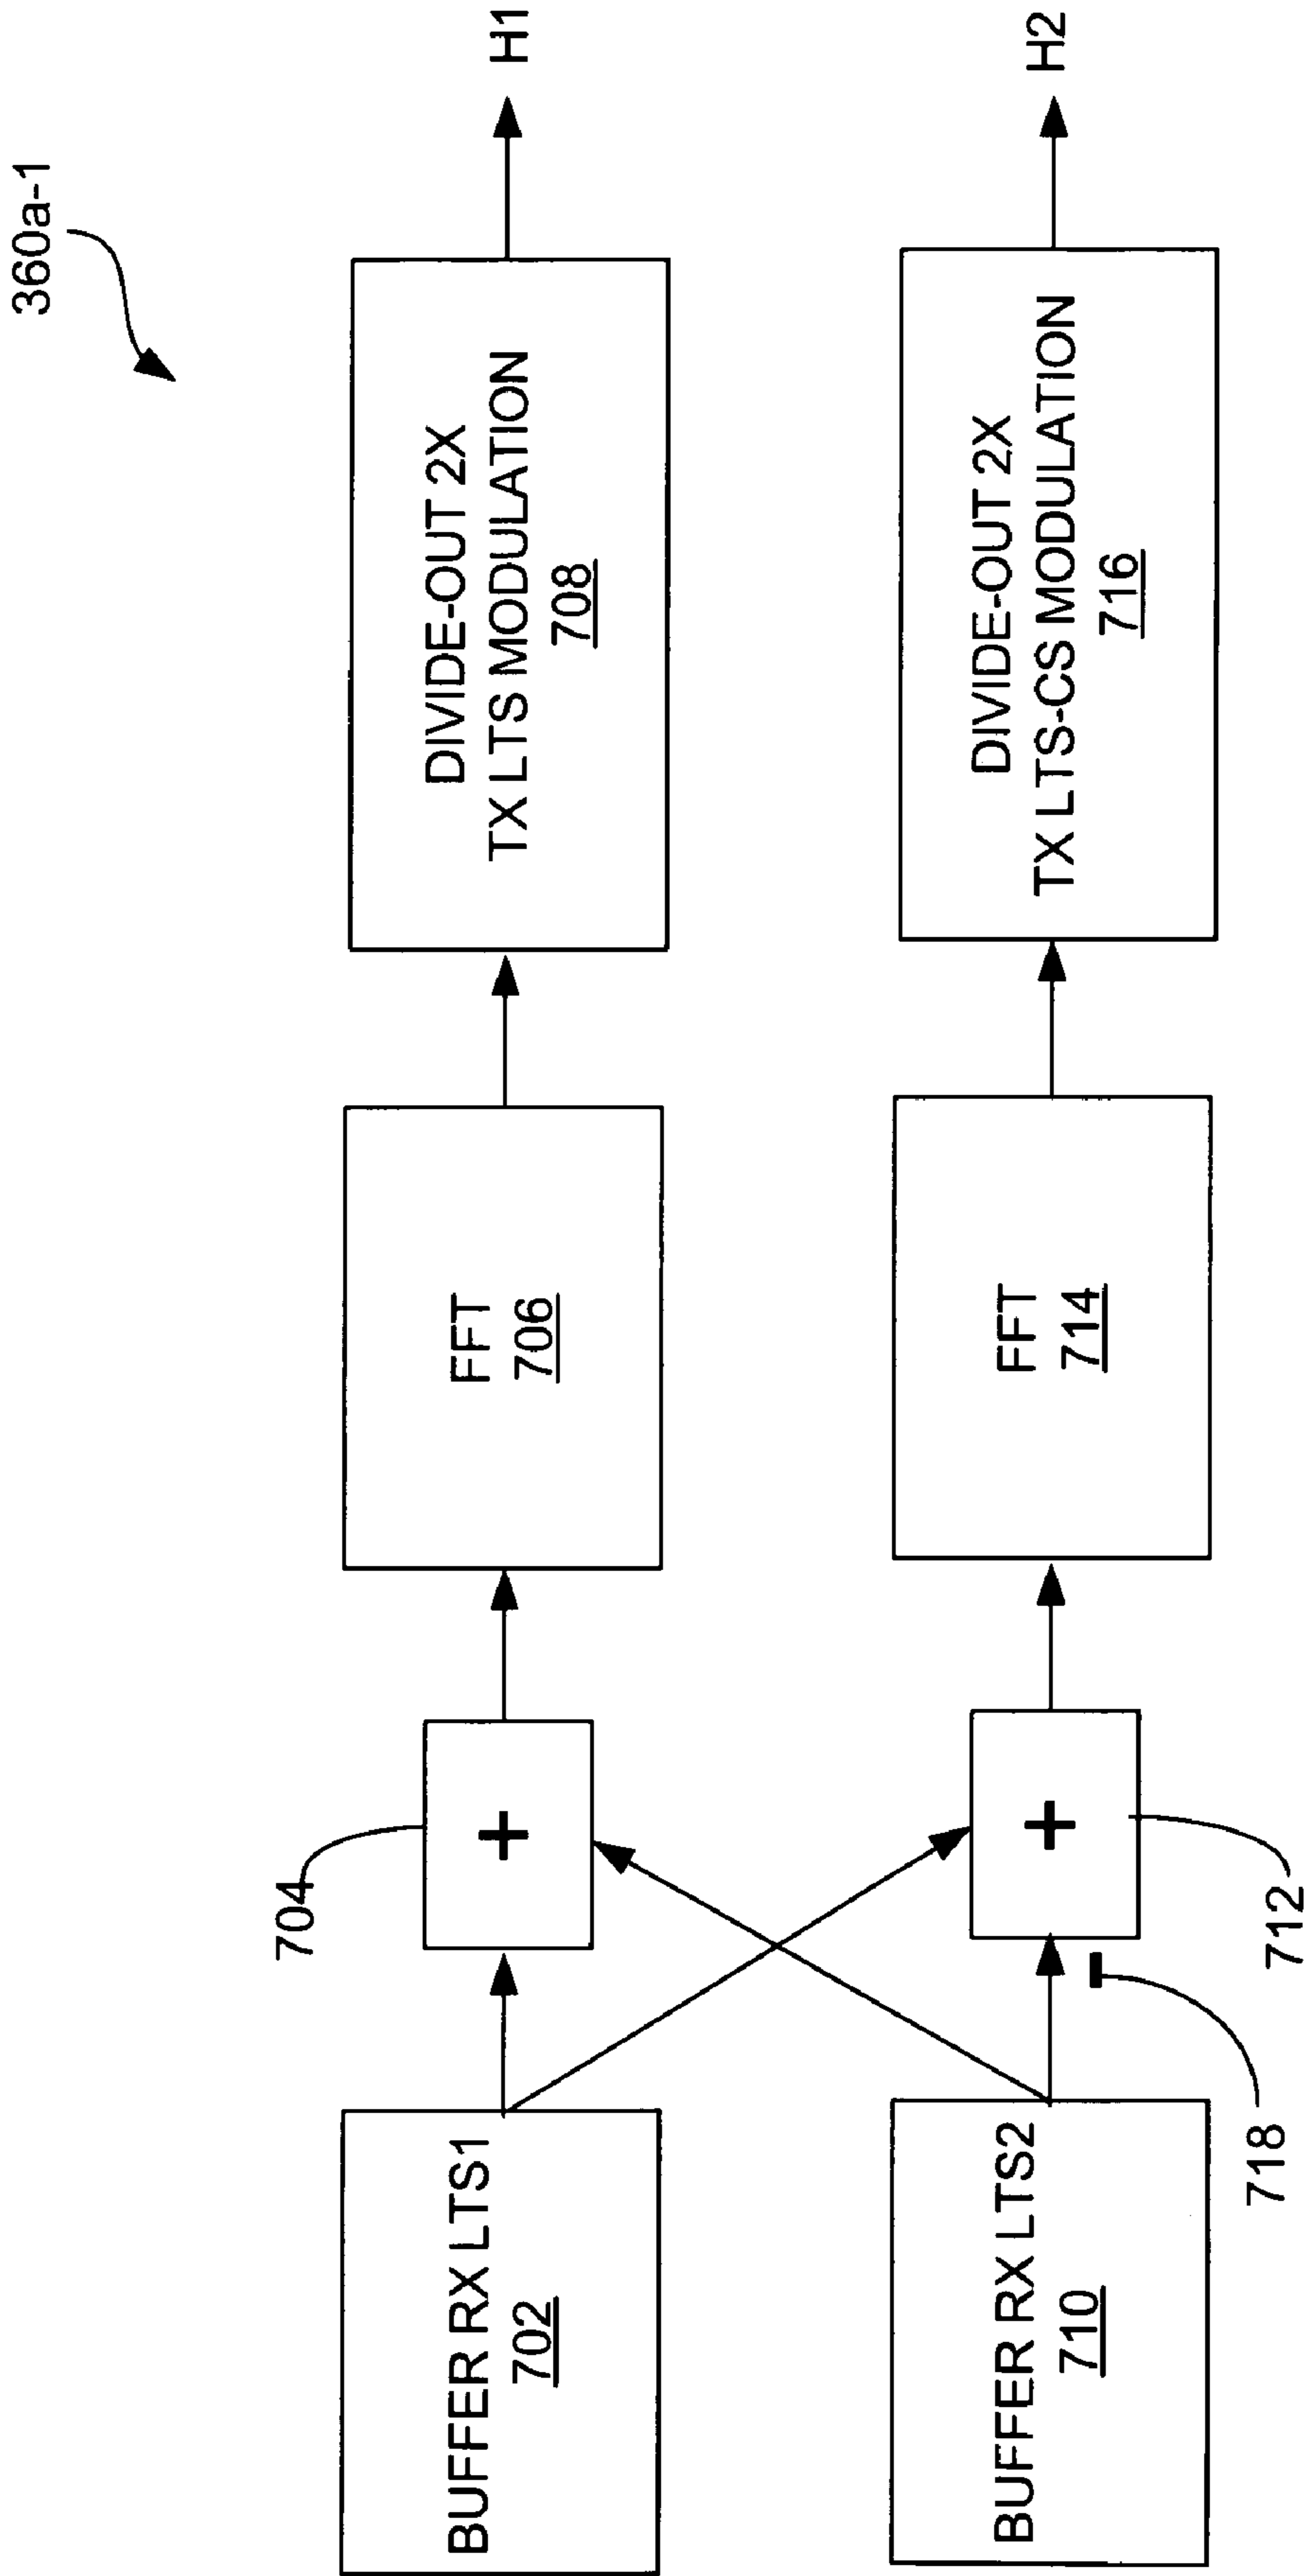 360a-1
BUFFER RX LTS1
702
704
+
FFT
706
DIVIDE-OUT 2X
TX LTS MODULATION
708
H1
BUFFER RX LTS2
710
718
-
712
+
FFT
714
DIVIDE-OUT 2X
TX LTS-CS MODULATION
716
H2